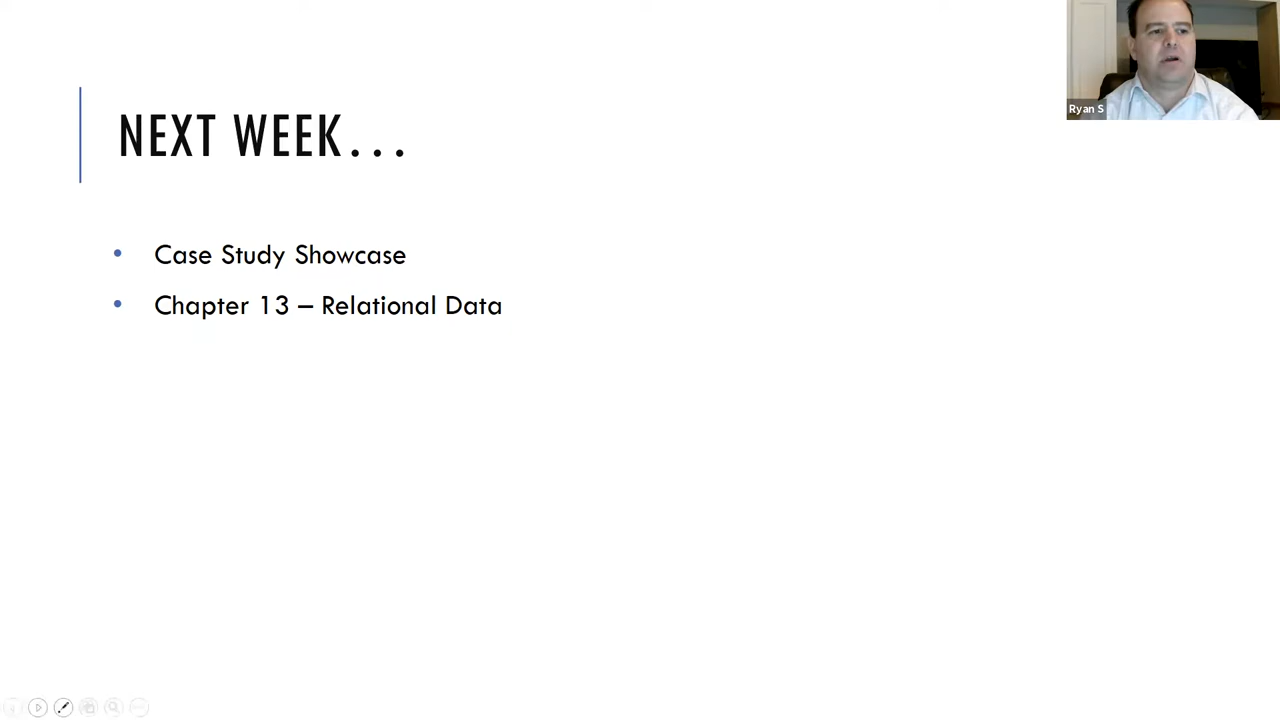 NEXT WEEK...
Case Study Showcase
Chapter 13 – Relational Data
Ryan S